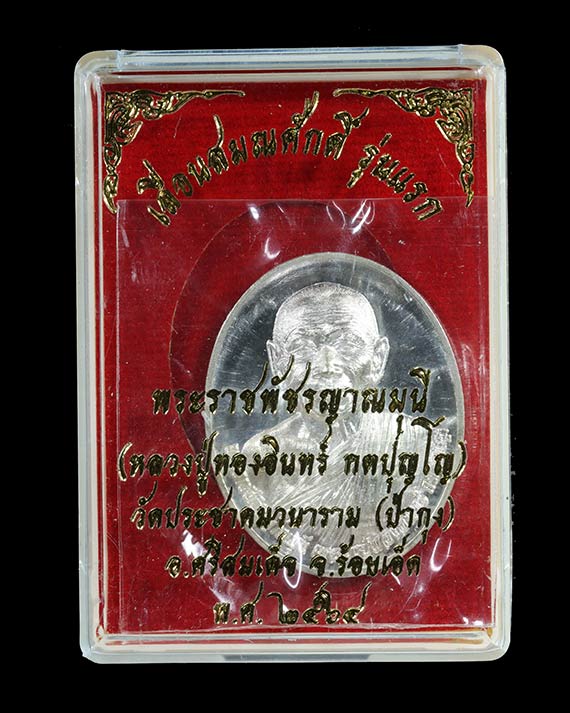 เลื่อนสมณศักดิ์ รุ่นแรก
พระราชพัชรญาณมุนี
(หลวงปู่ทองอินทร์ กตปุญโญ)
วัดประชาคมวนาราม (ป่ากุง)
อ.ศรีสมเด็จ จ.ร้อยเอ็ด
พ.ศ. ๒๕๖๔